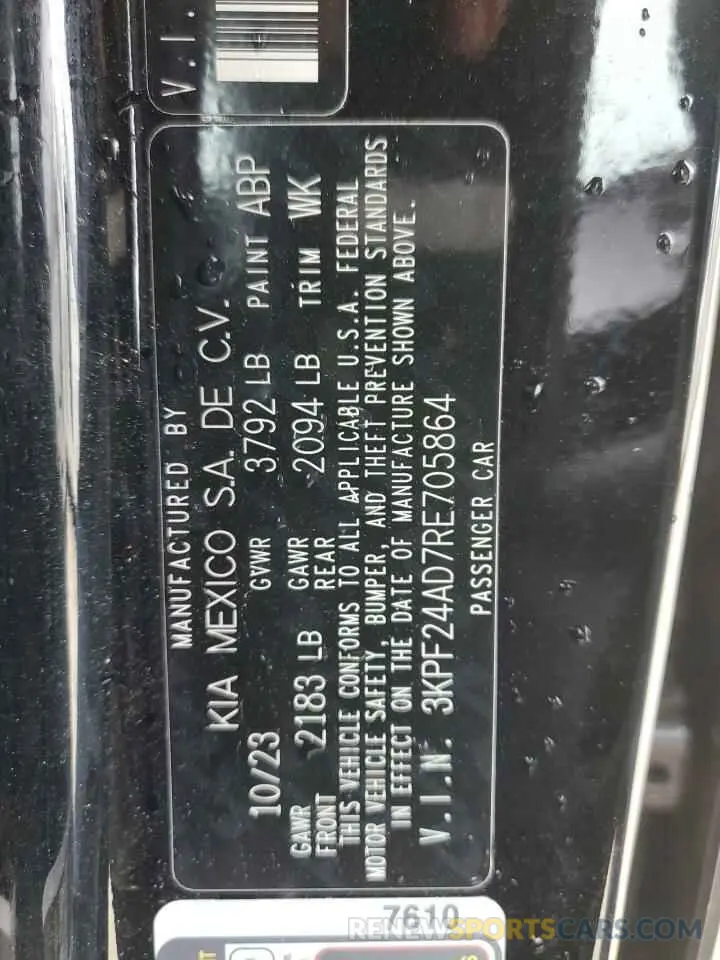 V.I.
MANUFACTURED BY
KIA MEXICO S.A. DE C.V.
10/23 GVWR 3792 LB PAINT ABP
GAWR FRONT 2183 LB GAWR REAR 2094 LB TRIM WK
THIS VEHICLE CONFORMS TO ALL APPLICABLE U.S.A. FEDERAL
MOTOR VEHICLE SAFETY, BUMPER, AND THEFT PREVENTION STANDARDS
IN EFFECT ON THE DATE OF MANUFACTURE SHOWN ABOVE.
V.I.N. 3KPF24AD7RE705864
PASSENGER CAR
7610
RENEWSPORTSCARS.COM